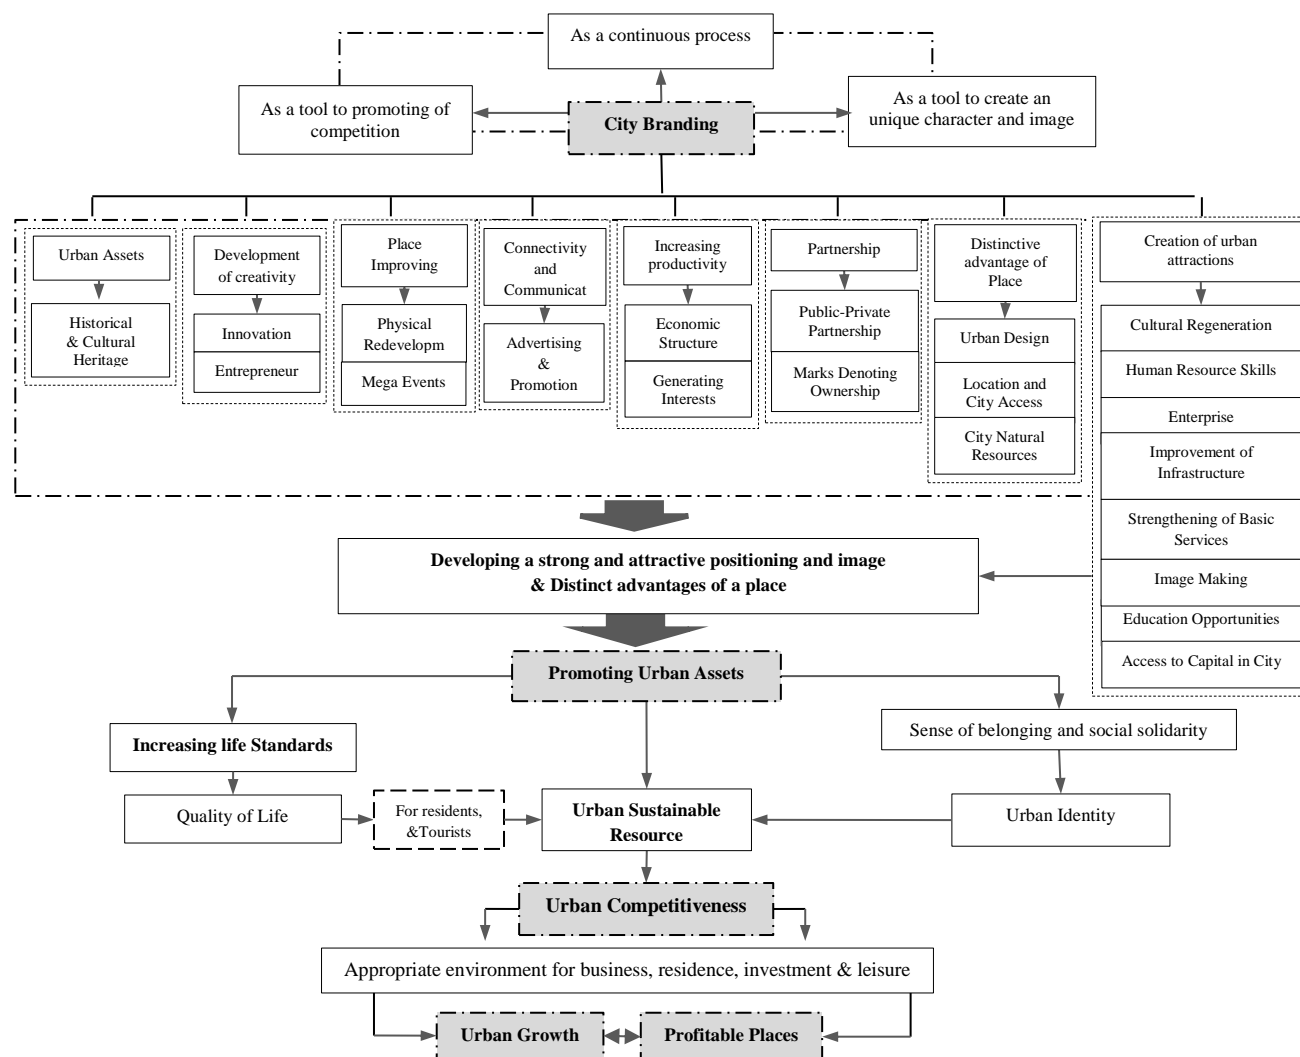 As a continuous process
As a tool to promoting of
competition
City Branding
As a tool to create an
unique character and image
Urban Assets
Historical
& Cultural
Heritage
Development
of creativity
Innovation
Entrepreneur
Place
Improving
Physical
Redevelopm
Mega Events
Connectivity
and
Communicat
Advertising
&
Promotion
Increasing
productivity
Economic
Structure
Generating
Interests
Partnership
Public-Private
Partnership
Marks Denoting
Ownership
Distinctive
advantage of
Place
Urban Design
Location and
City Access
City Natural
Resources
Creation of urban
attractions
Cultural Regeneration
Human Resource Skills
Enterprise
Improvement of
Infrastructure
Strengthening of Basic
Services
Image Making
Education Opportunities
Access to Capital in City
Developing a strong and attractive positioning and image
& Distinct advantages of a place
Promoting Urban Assets
Increasing life Standards
Sense of belonging and social solidarity
Quality of Life
For residents,
&Tourists
Urban Sustainable
Resource
Urban Identity
Urban Competitiveness
Appropriate environment for business, residence, investment & leisure
Urban Growth
Profitable Places